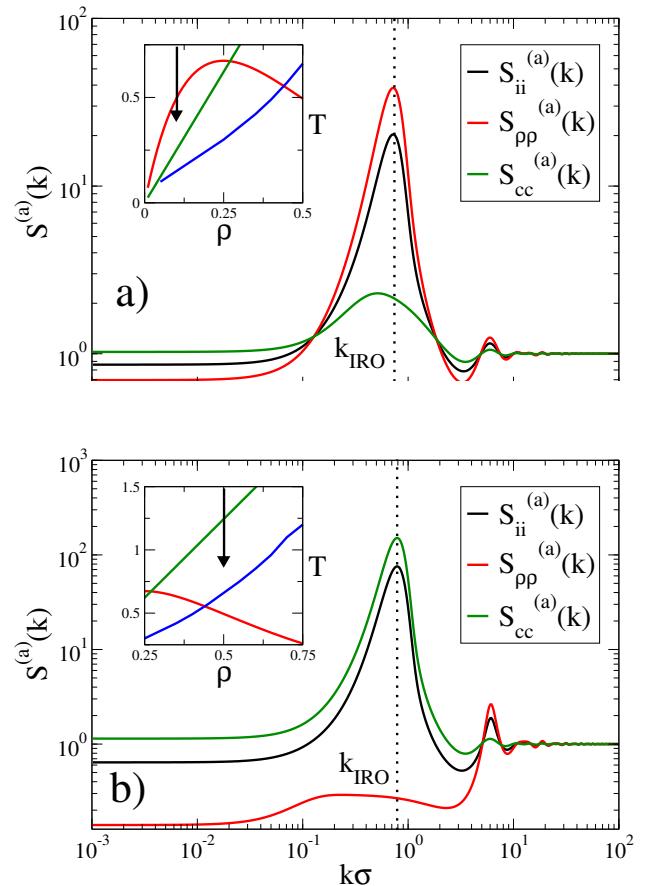 10²
10¹
10⁰
S⁽ᵃ⁾(k)
a)
0.5
0
T
0
0.25
0.5
ρ
k_IRO
S_ii⁽ᵃ⁾(k)
S_ρρ⁽ᵃ⁾(k)
S_cc⁽ᵃ⁾(k)
10³
10²
10¹
10⁰
S⁽ᵃ⁾(k)
b)
1.5
1
0.5
T
0.25
0.5
0.75
ρ
k_IRO
S_ii⁽ᵃ⁾(k)
S_ρρ⁽ᵃ⁾(k)
S_cc⁽ᵃ⁾(k)
10⁻³ 10⁻² 10⁻¹ 10⁰ 10¹ 10²
kσ